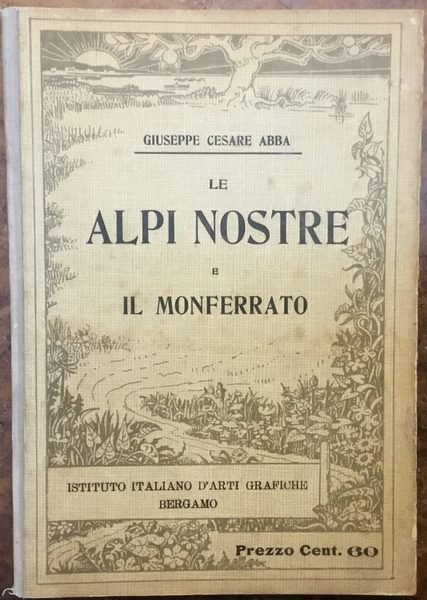 GIUSEPPE CESARE ABBA
LE
ALPI NOSTRE
E
IL MONFERRATO
ISTITUTO ITALIANO D'ARTI GRAFICHE
BERGAMO
Prezzo Cent. 60